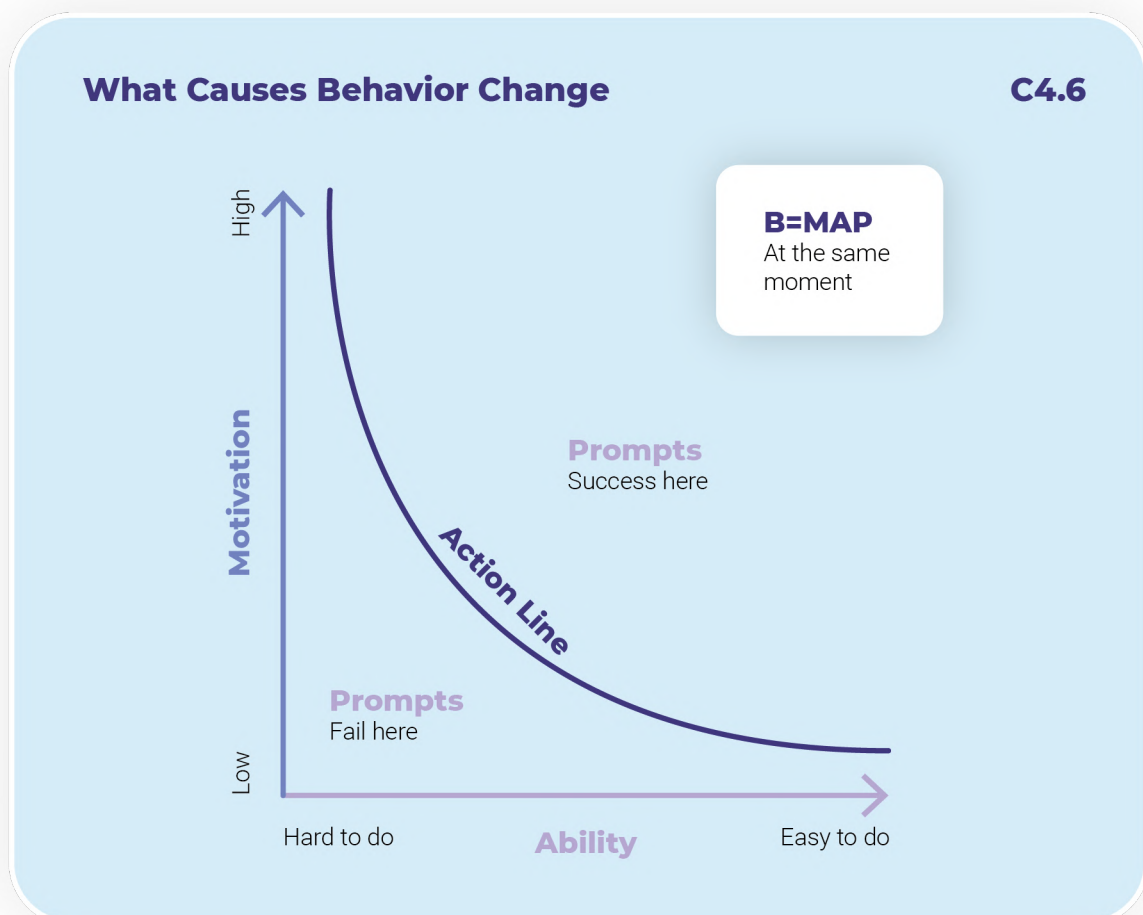 What Causes Behavior Change
C4.6
High
B=MAP
At the same
moment
Motivation
Prompts
Success here
Action Line
Prompts
Fail here
Low
Hard to do
Ability
Easy to do